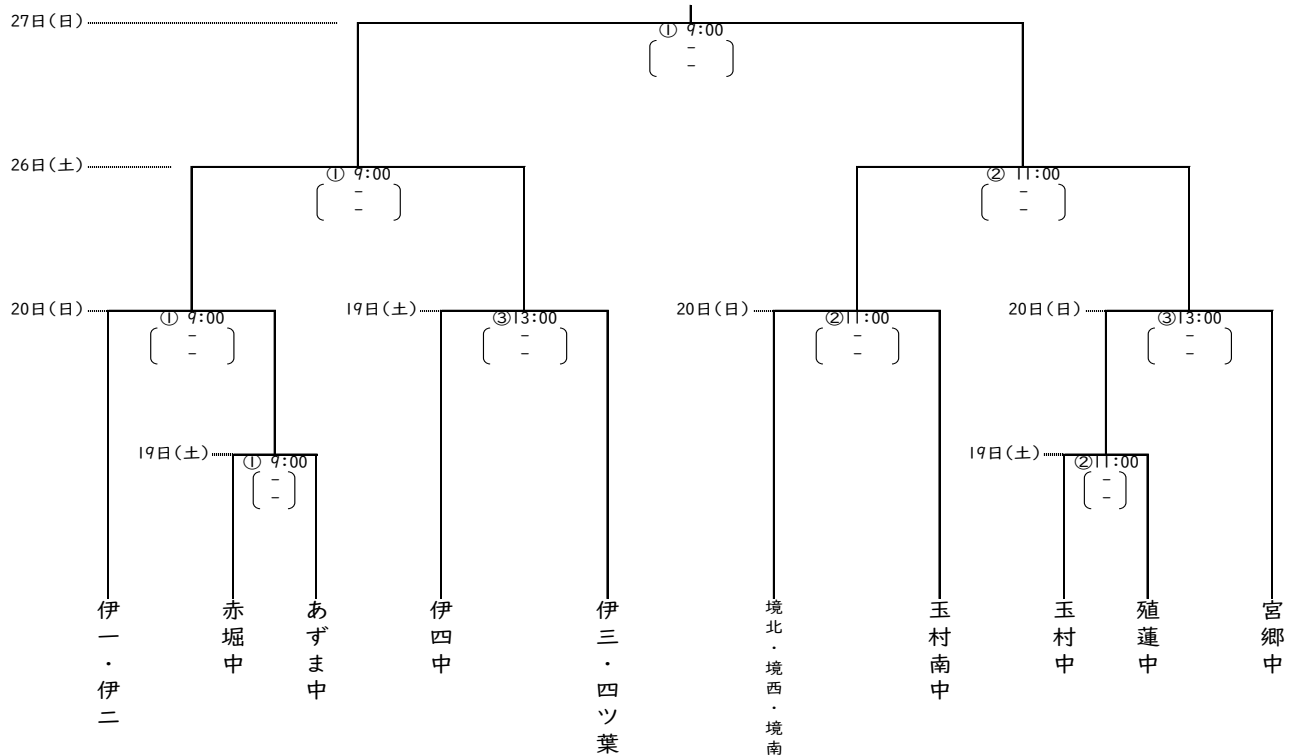 27日(日)
① 9:00
-
-
26日(土)
① 9:00
-
-
② 11:00
-
-
20日(日)
① 9:00
-
-
19日(土)
③13:00
-
-
20日(日)
②11:00
-
-
20日(日)
③13:00
-
-
19日(土)
① 9:00
-
-
19日(土)
②11:00
-
-
伊一・伊二
赤堀中
あずま中
伊四中
伊三・四ツ葉
境北・境西・境南
玉村南中
玉村中
殖蓮中
宮郷中